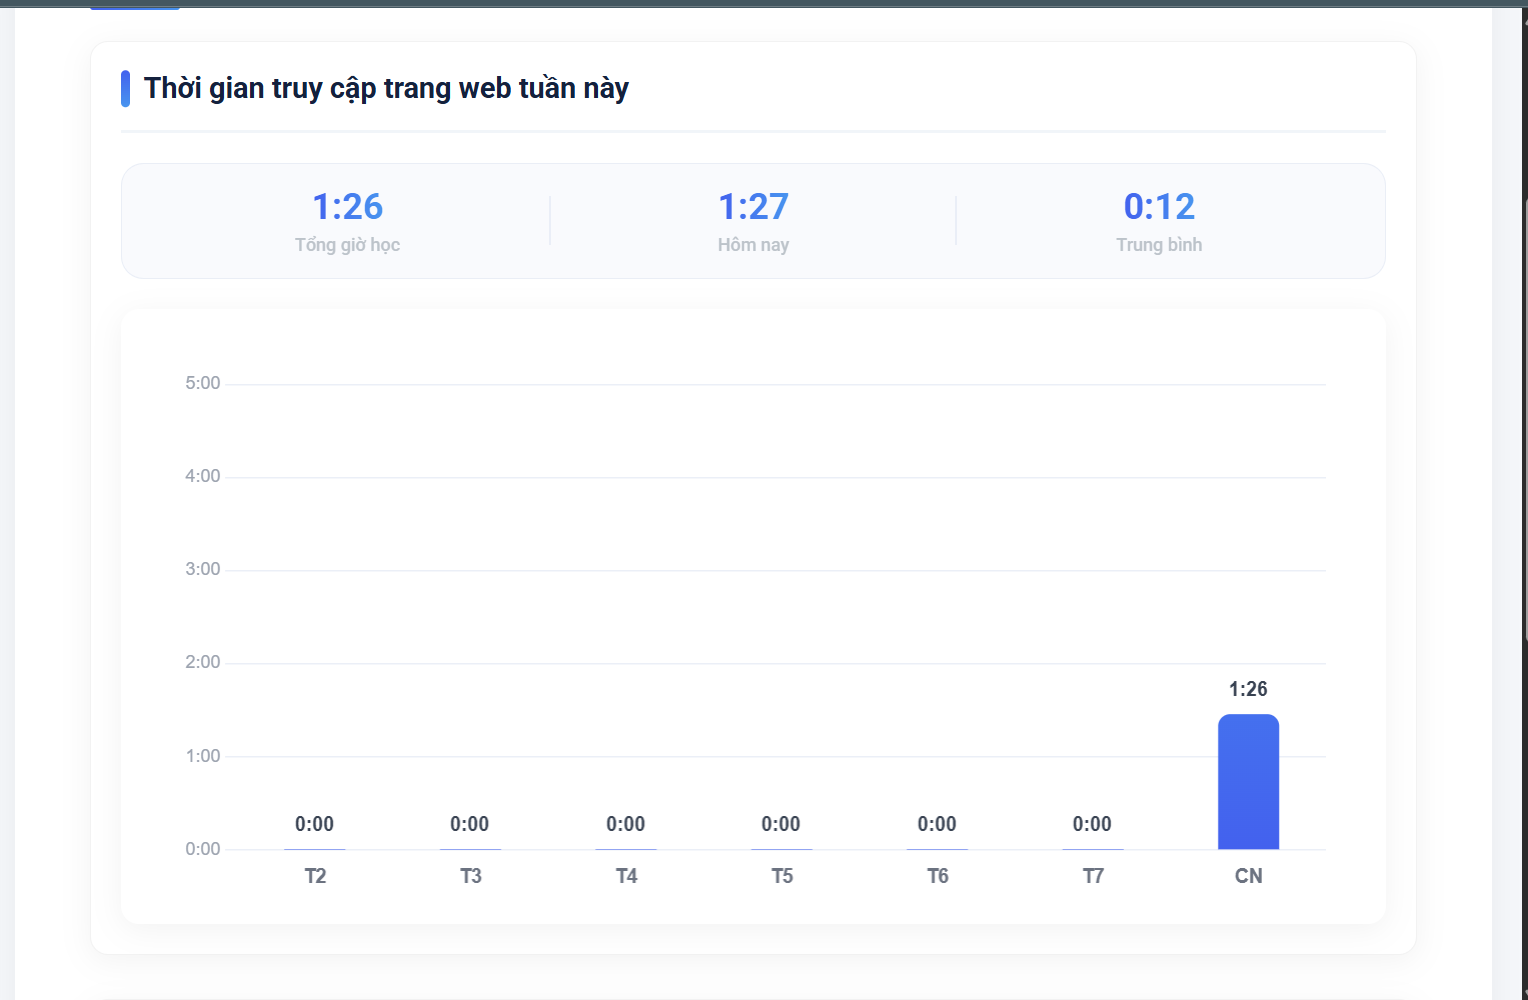 Thời gian truy cập trang web tuần này
1:26
Tổng giờ học
1:27
Hôm nay
0:12
Trung bình
5:00
4:00
3:00
2:00
1:00
0:00
0:00
0:00
0:00
0:00
0:00
0:00
1:26
T2
T3
T4
T5
T6
T7
CN